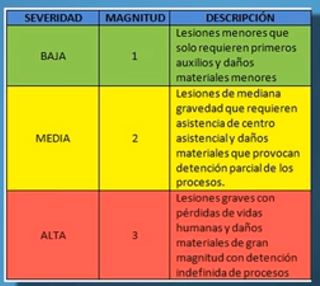 SEVERIDAD MAGNITUD DESCRIPCIÓN
BAJA 1 Lesiones menores que
solo requieren primeros
auxilios y daños
materiales menores
MEDIA 2 Lesiones de mediana
gravedad que requieren
asistencia de centro
asistencial y daños
materiales que provocan
detención parcial de los
procesos.
ALTA 3 Lesiones graves con
pérdidas de vidas
humanas y daños
materiales de gran
magnitud con detención
indefinida de procesos